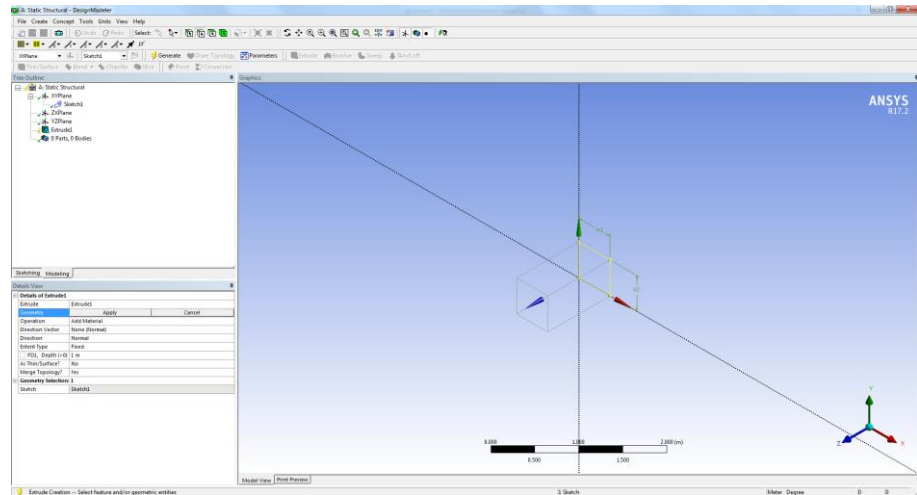 A: Static Structural - DesignModeler
File Create Concept Tools Units View Help
Undo Redo Select:
XYPlane Sketch1 Generate Share Topology Parameters Extrude Revolve Sweep Skin/Loft
Thin/Surface Blend Chamfer Slice Point Conversion
Tree Outline
A: Static Structural
XYPlane
Sketch1
ZXPlane
YZPlane
Extrude1
0 Parts, 0 Bodies
Sketching Modeling
Details View
Details of Extrude1
Extrude Extrude1
Geometry Apply Cancel
Operation Add Material
Direction Vector None (Normal)
Direction Normal
Extent Type Fixed
FD1, Depth (>0) 1 m
As Thin/Surface? No
Merge Topology? Yes
Geometry Selection: 1
Sketch Sketch1
Graphics
ANSYS
R17.2
0.000 1.000 2.000 (m)
0.500 1.500
Y
Z X
Model View Print Preview
Extrude Creation -- Select feature and/or geometric entities 1 Sketch Meter Degree 0 0